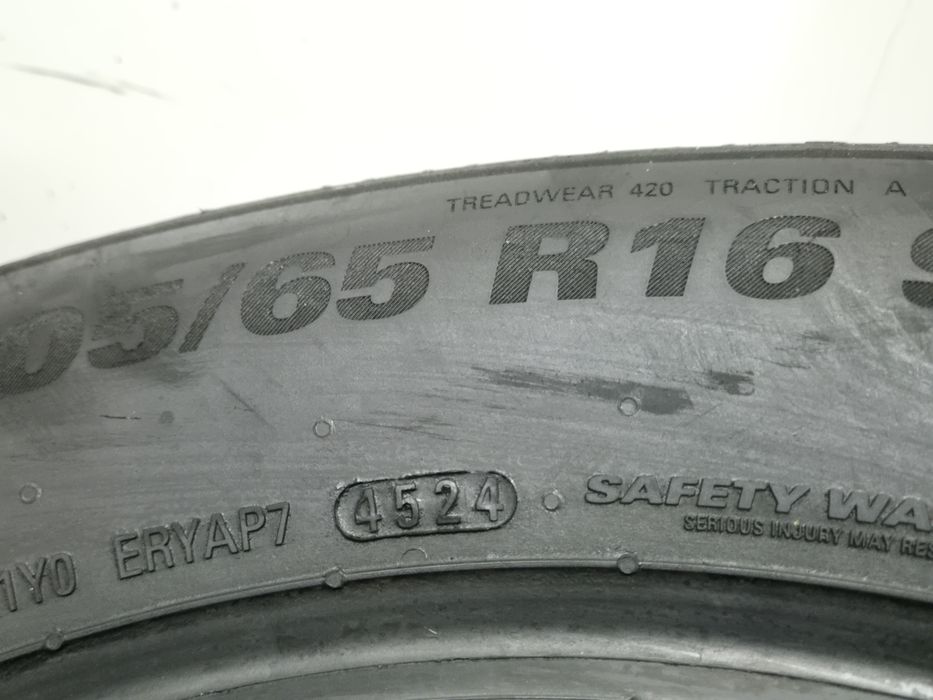 TREADWEAR 420 TRACTION A
05/65 R16
1Y0 ERYAP7 4524
SAFETY WA
SERIOUS INJURY MAY RES